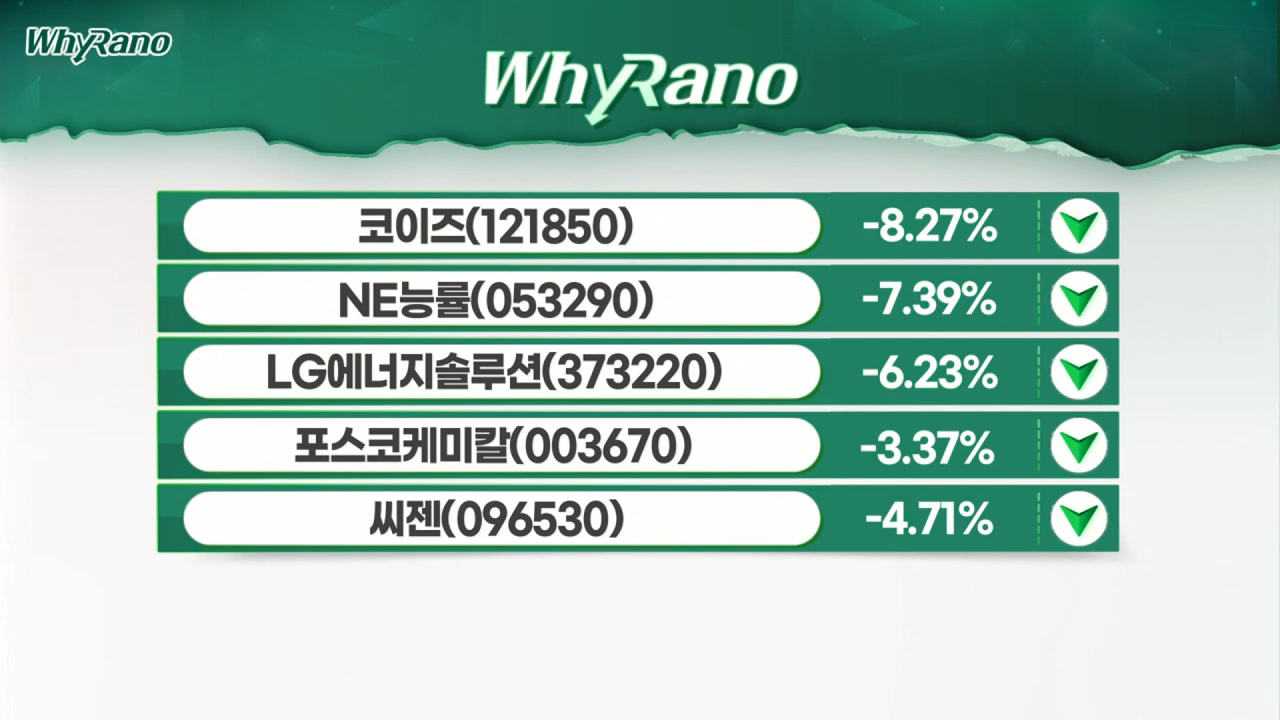 WhyRano
WhyRano
코이즈(121850) -8.27%
NE능률(053290) -7.39%
LG에너지솔루션(373220) -6.23%
포스코케미칼(003670) -3.37%
씨젠(096530) -4.71%